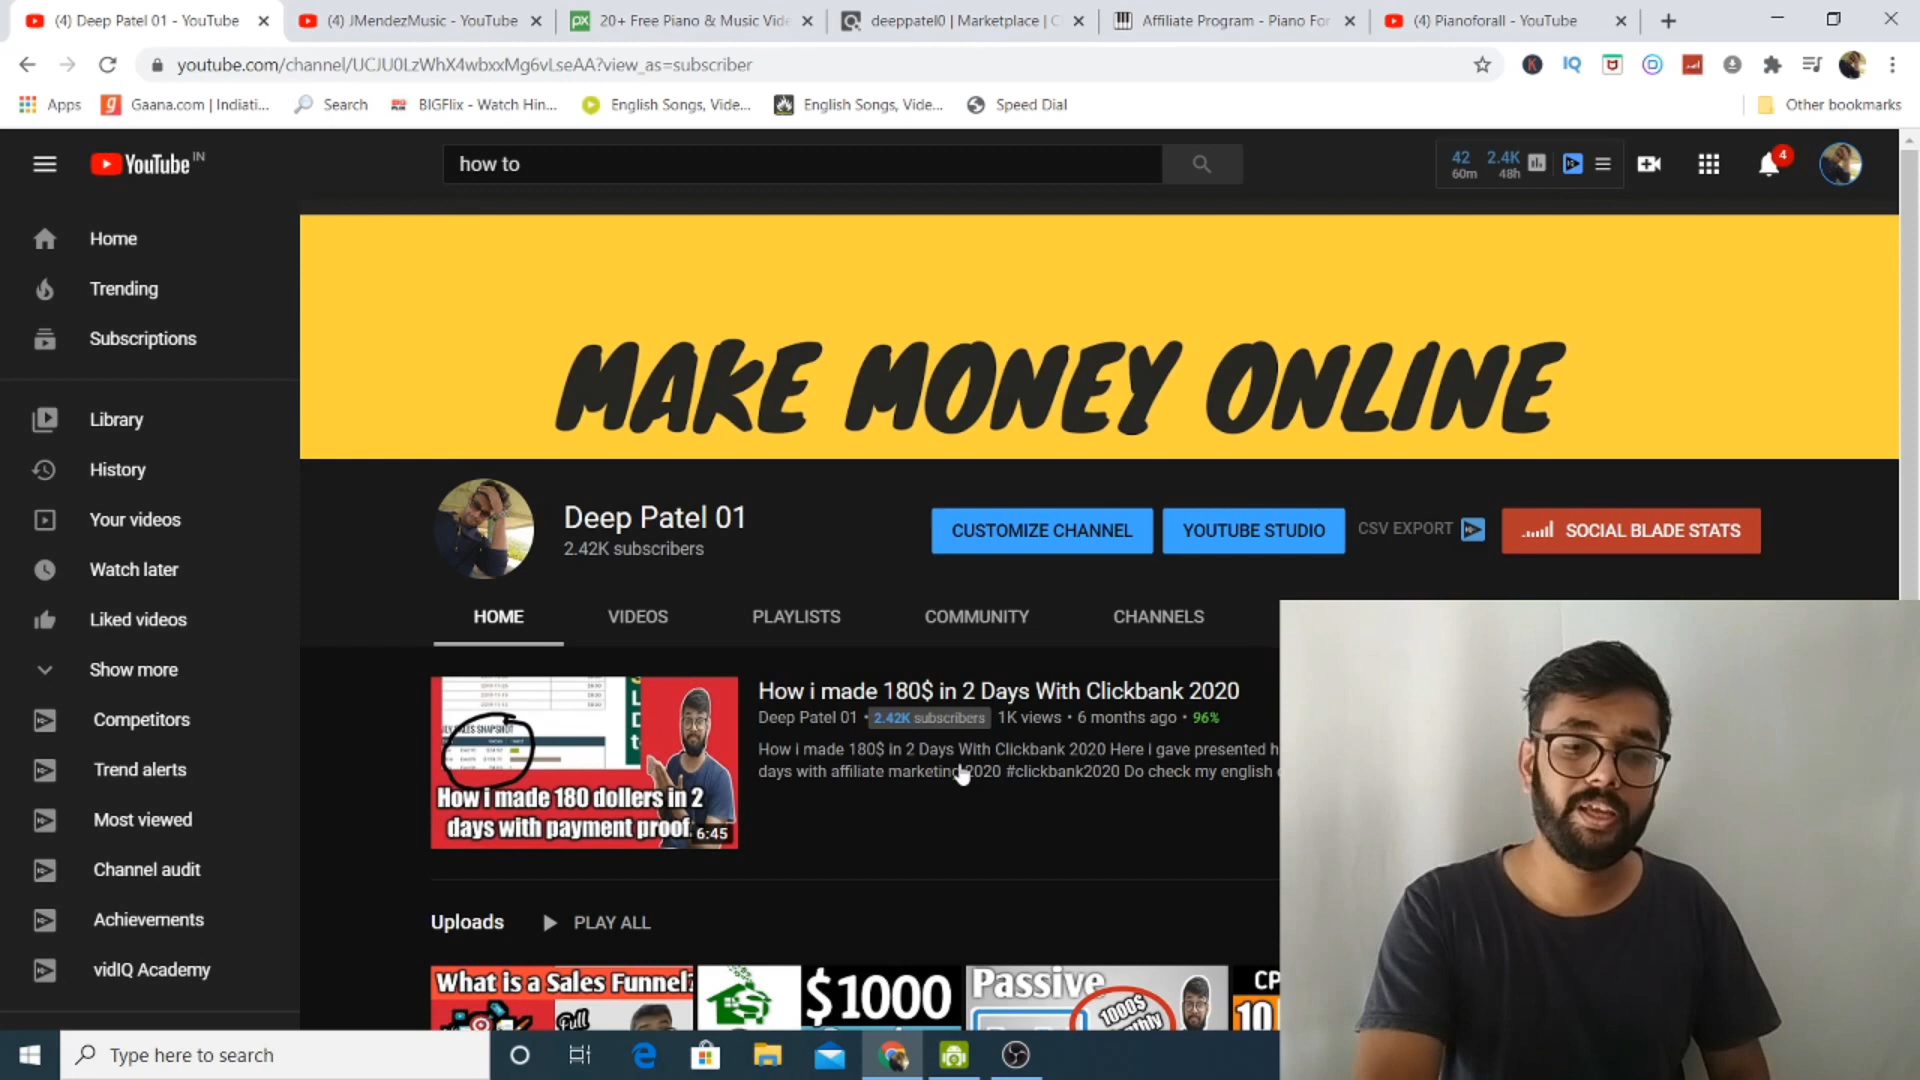 (4) Deep Patel 01 - YouTube
(4) JMendezMusic - YouTube
20+ Free Piano & Music Vide
deeppatel0 | Marketplace | C
Affiliate Program - Piano For
(4) Pianoforall - YouTube
youtube.com/channel/UCJU0LzWhX4wbxxMg6vLseAA?view_as=subscriber
Apps
Gaana.com | Indiati...
Search
BIGFlix - Watch Hin...
English Songs, Vide...
English Songs, Vide...
Speed Dial
Other bookmarks
YouTube IN
how to
42
60m
2.4K
48h
4
Home
Trending
Subscriptions
Library
History
Your videos
Watch later
Liked videos
Show more
Competitors
Trend alerts
Most viewed
Channel audit
Achievements
vidIQ Academy
MAKE MONEY ONLINE
Deep Patel 01
2.42K subscribers
CUSTOMIZE CHANNEL
YOUTUBE STUDIO
CSV EXPORT
SOCIAL BLADE STATS
HOME
VIDEOS
PLAYLISTS
COMMUNITY
CHANNELS
How i made 180 dollers in 2
days with payment proof.
6:45
How i made 180$ in 2 Days With Clickbank 2020
Deep Patel 01 • 2.42K subscribers 1K views • 6 months ago • 96%
How i made 180$ in 2 Days With Clickbank 2020 Here i gave presented h
days with affiliate marketing 2020 #clickbank2020 Do check my english
Uploads
PLAY ALL
What is a Sales Funnel?
Full
$1000
Passive
1000$
CP
10
Type here to search